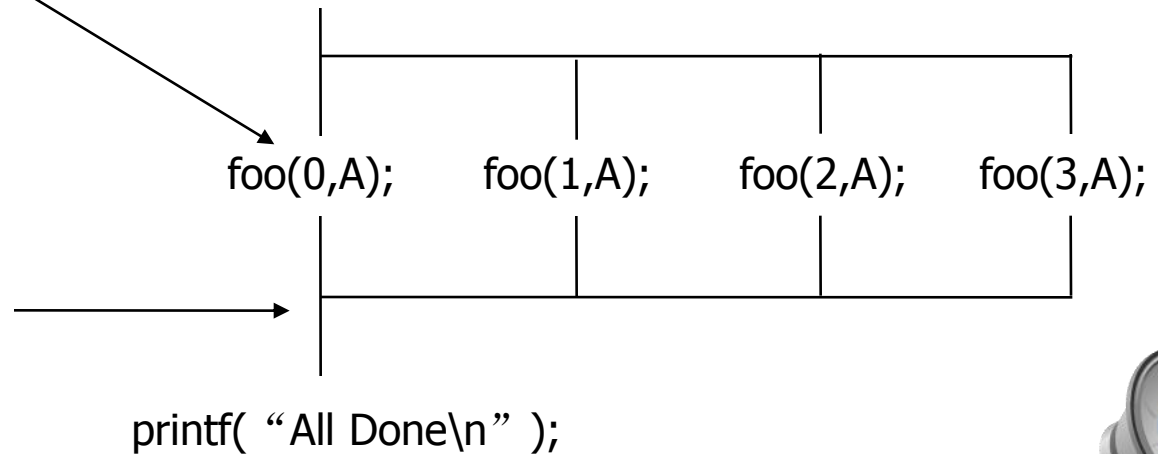 foo(0,A); foo(1,A); foo(2,A); foo(3,A);
printf( “All Done\n” );